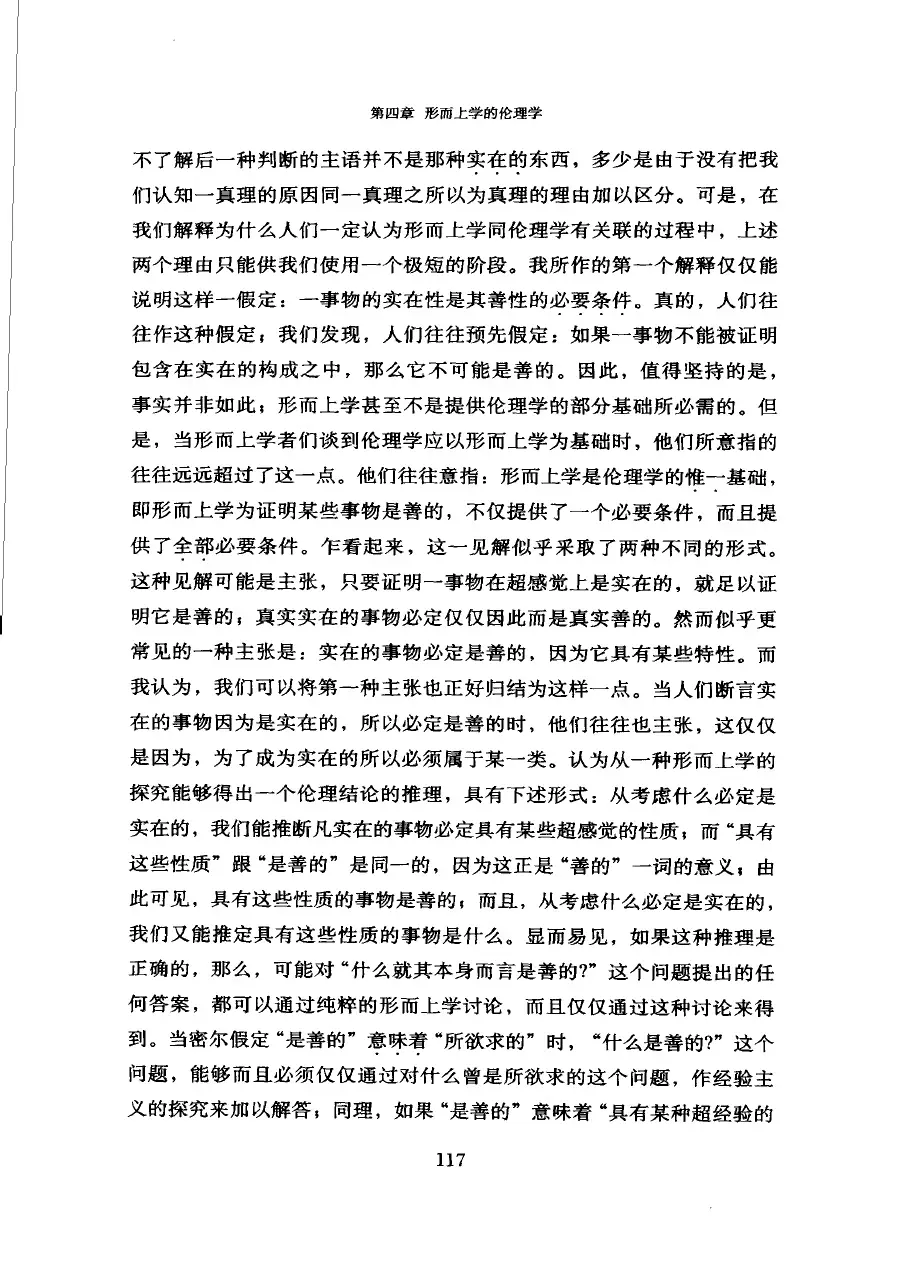 第四章 形而上学的伦理学
不了解后一种判断的主语并不是那种实在的东西，多少是由于没有把我
们认知一真理的原因同一真理之所以为真理的理由加以区分。可是，在
我们解释为什么人们一定认为形而上学同伦理学有关联的过程中，上述
两个理由只能供我们使用一个极短的阶段。我所作的第一个解释仅仅能
说明这样一假定：一事物的实在性是其善性的必要条件。真的，人们往
往作这种假定；我们发现，人们往往预先假定：如果一事物不能被证明
包含在实在的构成之中，那么它不可能是善的。因此，值得坚持的是，
事实并非如此；形而上学甚至不是提供伦理学的部分基础所必需的。但
是，当形而上学者们谈到伦理学应以形而上学为基础时，他们所意指的
往往远远超过了这一点。他们往往意指：形而上学是伦理学的惟一基础，
即形而上学为证明某些事物是善的，不仅提供了一个必要条件，而且提
供了全部必要条件。乍看起来，这一见解似乎采取了两种不同的形式。
这种见解可能是主张，只要证明一事物在超感觉上是实在的，就足以证
明它是善的；真实实在的事物必定仅仅因此而是真实善的。然而似乎更
常见的一种主张是：实在的事物必定是善的，因为它具有某些特性。而
我认为，我们可以将第一种主张也正好归结为这样一点。当人们断言实
在的事物因为是实在的，所以必定是善的时，他们往往也主张，这仅仅
是因为，为了成为实在的所以必须属于某一类。认为从一种形而上学的
探究能够得出一个伦理结论的推理，具有下述形式：从考虑什么必定是
实在的，我们能推断凡实在的事物必定具有某些超感觉的性质；而“具有
这些性质”跟“是善的”是同一的，因为这正是“善的”一词的意义；由
此可见，具有这些性质的事物是善的；而且，从考虑什么必定是实在的，
我们又能推定具有这些性质的事物是什么。显而易见，如果这种推理是
正确的，那么，可能对“什么就其本身而言是善的?”这个问题提出的任
何答案，都可以通过纯粹的形而上学讨论，而且仅仅通过这种讨论来得
到。当密尔假定“是善的”意味着“所欲求的”时，“什么是善的?”这个
问题，能够而且必须仅仅通过对什么曾是所欲求的这个问题，作经验主
义的探究来加以解答；同理，如果“是善的”意味着“具有某种超经验的
117